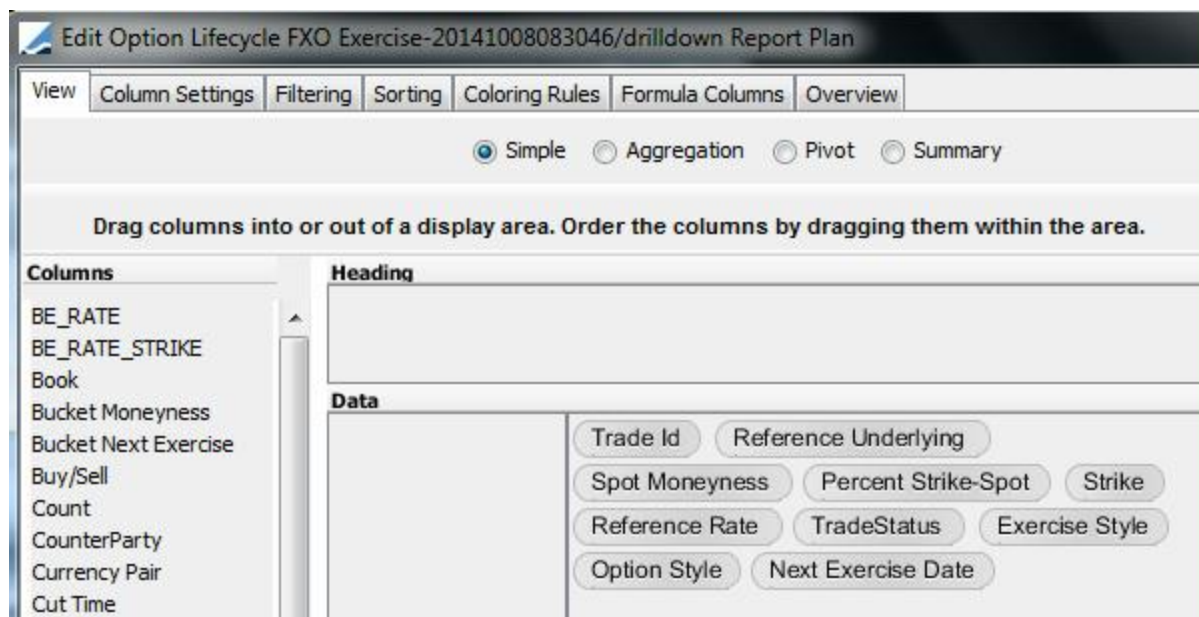 Edit Option Lifecycle FXO Exercise-20141008083046/drilldown Report Plan
View Column Settings Filtering Sorting Coloring Rules Formula Columns Overview
Simple Aggregation Pivot Summary
Drag columns into or out of a display area. Order the columns by dragging them within the area.
Columns
BE_RATE
BE_RATE_STRIKE
Book
Bucket Moneyness
Bucket Next Exercise
Buy/Sell
Count
CounterParty
Currency Pair
Cut Time
Heading
Data
Trade Id Reference Underlying
Spot Moneyness Percent Strike-Spot Strike
Reference Rate TradeStatus Exercise Style
Option Style Next Exercise Date